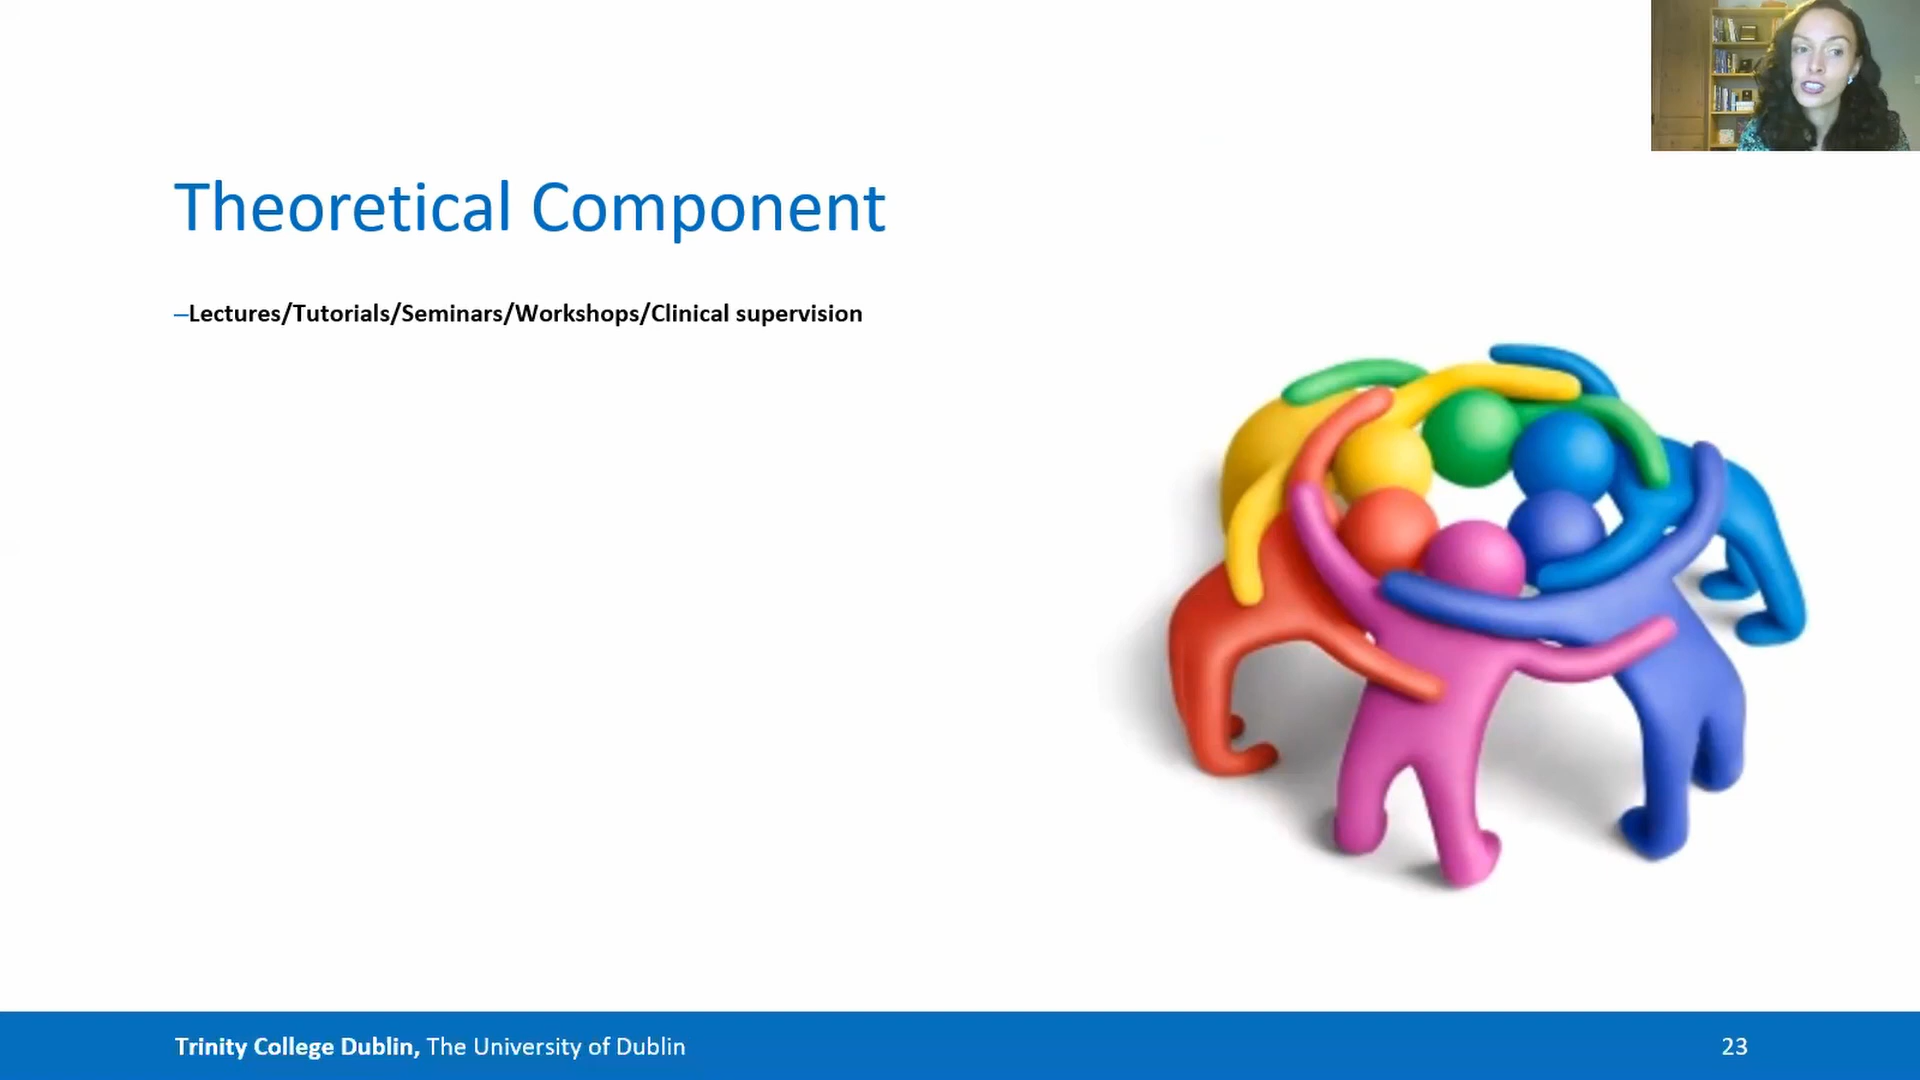 Theoretical Component
–Lectures/Tutorials/Seminars/Workshops/Clinical supervision
Trinity College Dublin, The University of Dublin
23